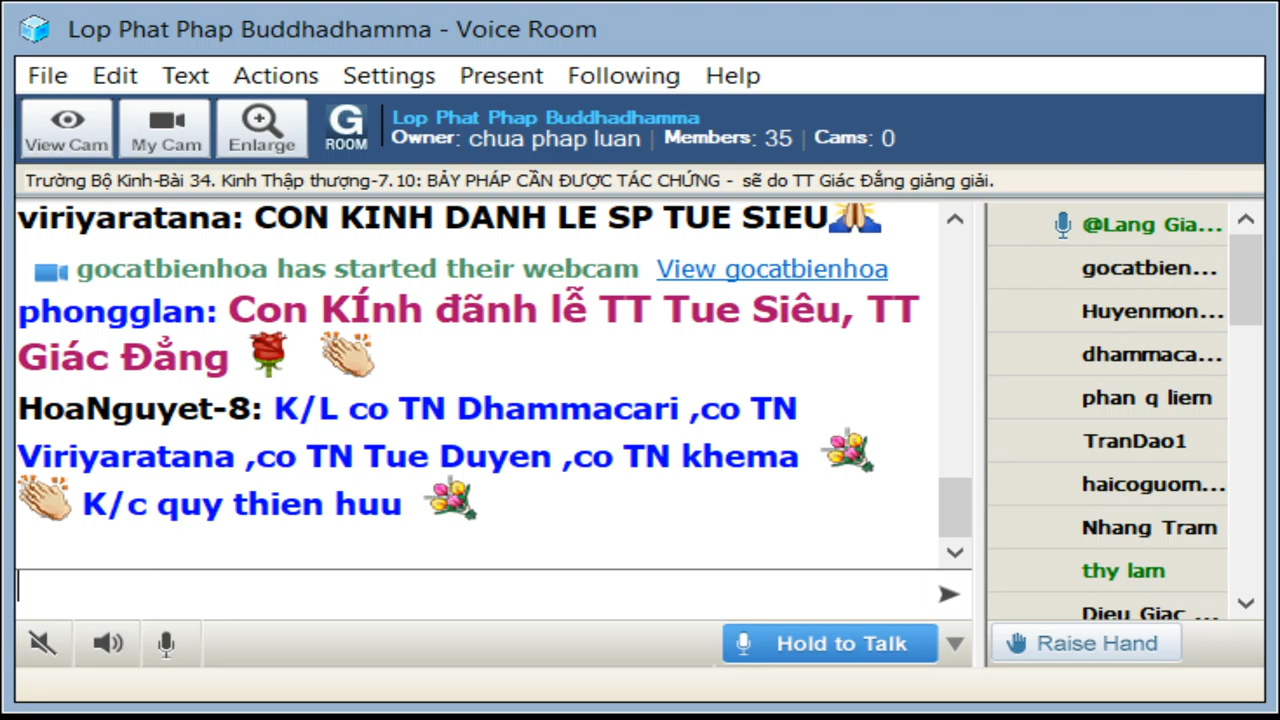 Lop Phat Phap Buddhadhamma - Voice Room
File Edit Text Actions Settings Present Following Help
View Cam My Cam Enlarge G ROOM
Lop Phat Phap Buddhadhamma
Owner: chua phap luan | Members: 35 | Cams: 0
Trường Bộ Kinh-Bài 34. Kinh Thập thượng-7.10: BẢY PHÁP CẦN ĐƯỢC TÁC CHỨNG - sẽ do TT Giác Đẳng giảng giải.
viriyaratana: CON KINH DANH LE SP TUE SIEU
gocatbienhoa has started their webcam View gocatbienhoa
phongglan: Con KÍnh đãnh lễ TT Tue Siêu, TT
Giác Đẳng
HoaNguyet-8: K/L co TN Dhammacari ,co TN
Viriyaratana ,co TN Tue Duyen ,co TN khema
K/c quy thien huu
@Lang Gia...
gocatbien...
Huyenmon...
dhammaca...
phan q liem
TranDao1
haicoguom...
Nhang Tram
thy lam
Dieu Giac ...
Hold to Talk
Raise Hand